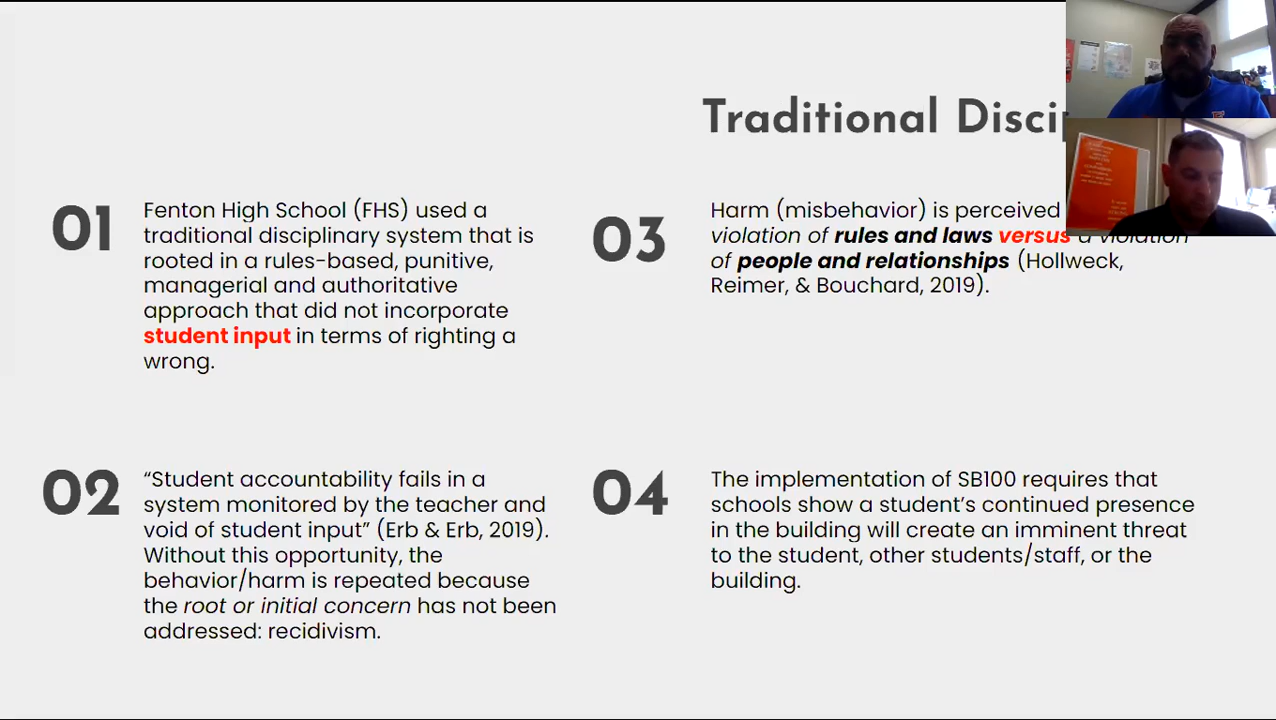 Traditional
01
Fenton High School (FHS) used a
traditional disciplinary system that is
rooted in a rules-based, punitive,
managerial and authoritative
approach that did not incorporate
student input in terms of righting a
wrong.
02
“Student accountability fails in a
system monitored by the teacher and
void of student input” (Erb & Erb, 2019).
Without this opportunity, the
behavior/harm is repeated because
the root or initial concern has not been
addressed: recidivism.
03
Harm (misbehavior) is perceived
violation of rules and laws versus a violation
of people and relationships (Hollweck,
Reimer, & Bouchard, 2019).
04
The implementation of SB100 requires that
schools show a student’s continued presence
in the building will create an imminent threat
to the student, other students/staff, or the
building.